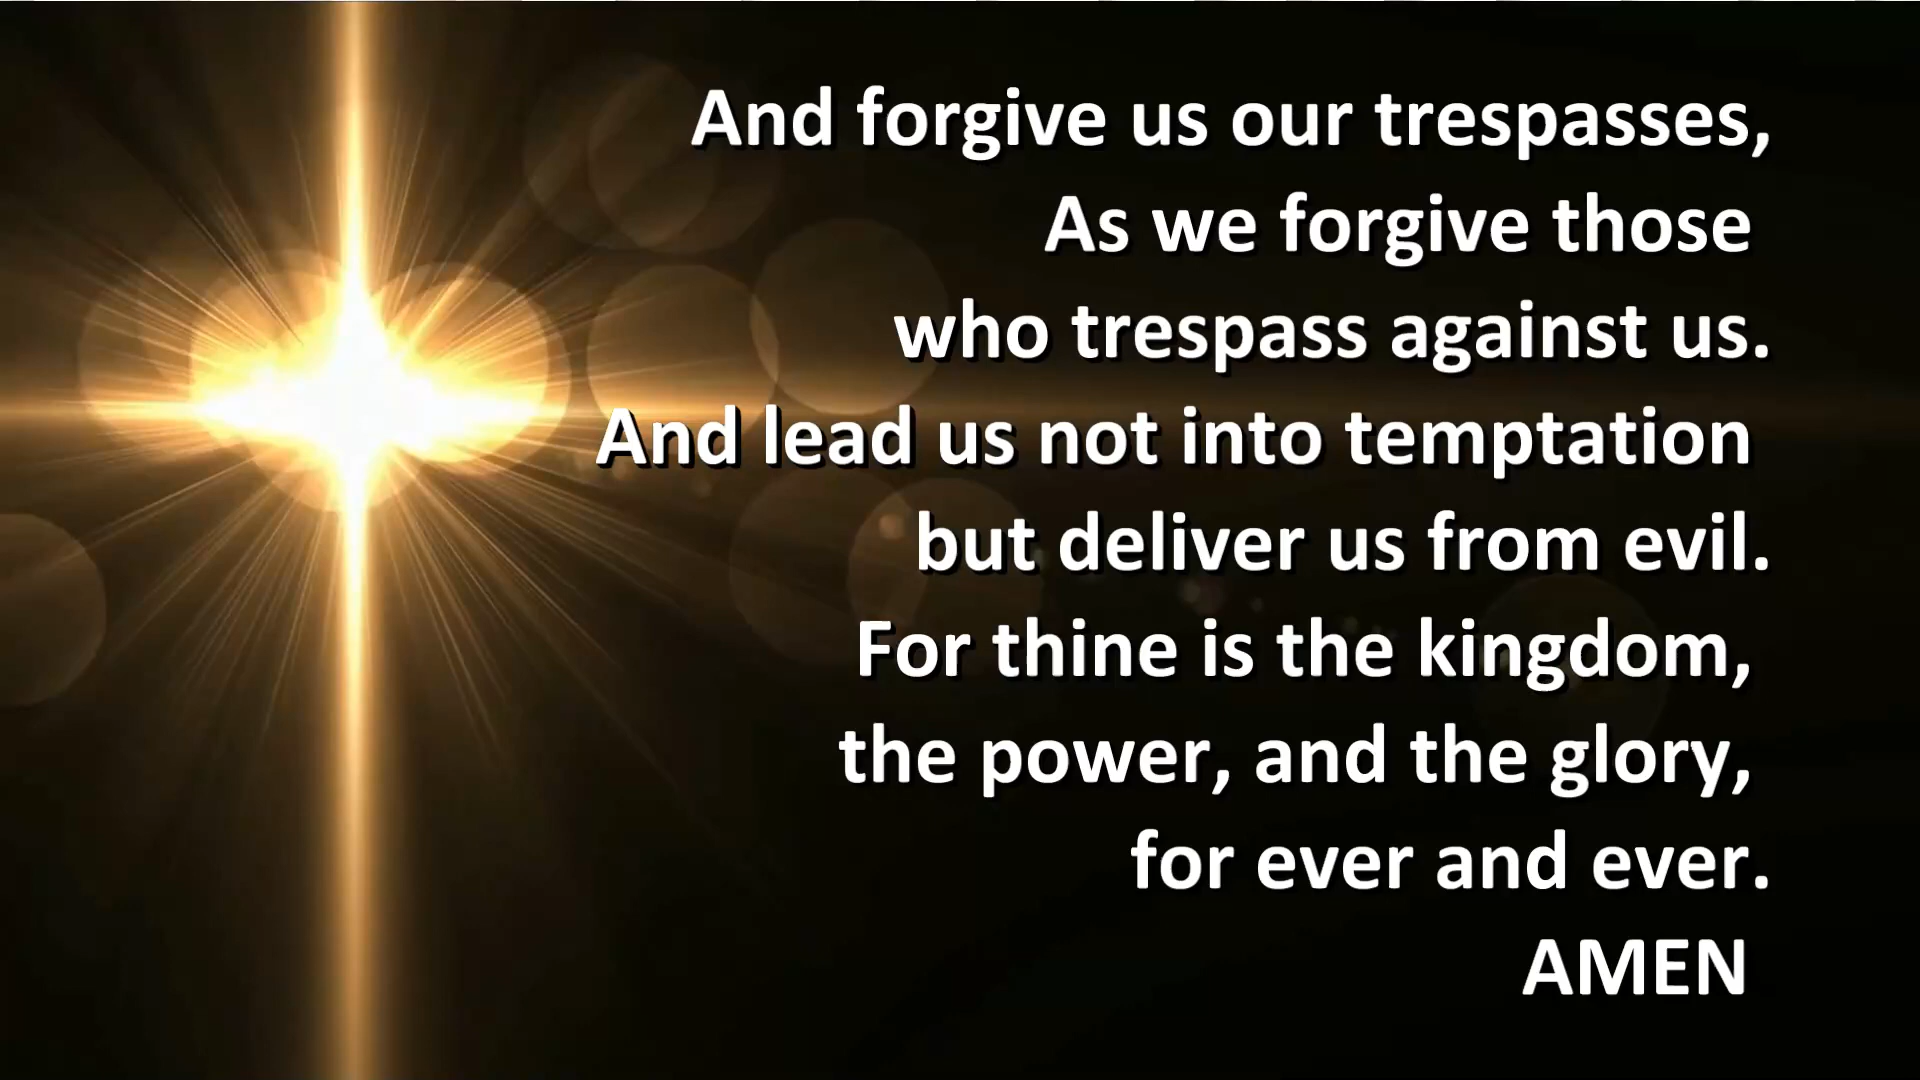 And forgive us our trespasses,
As we forgive those
who trespass against us.
And lead us not into temptation
but deliver us from evil.
For thine is the kingdom,
the power, and the glory,
for ever and ever.
AMEN